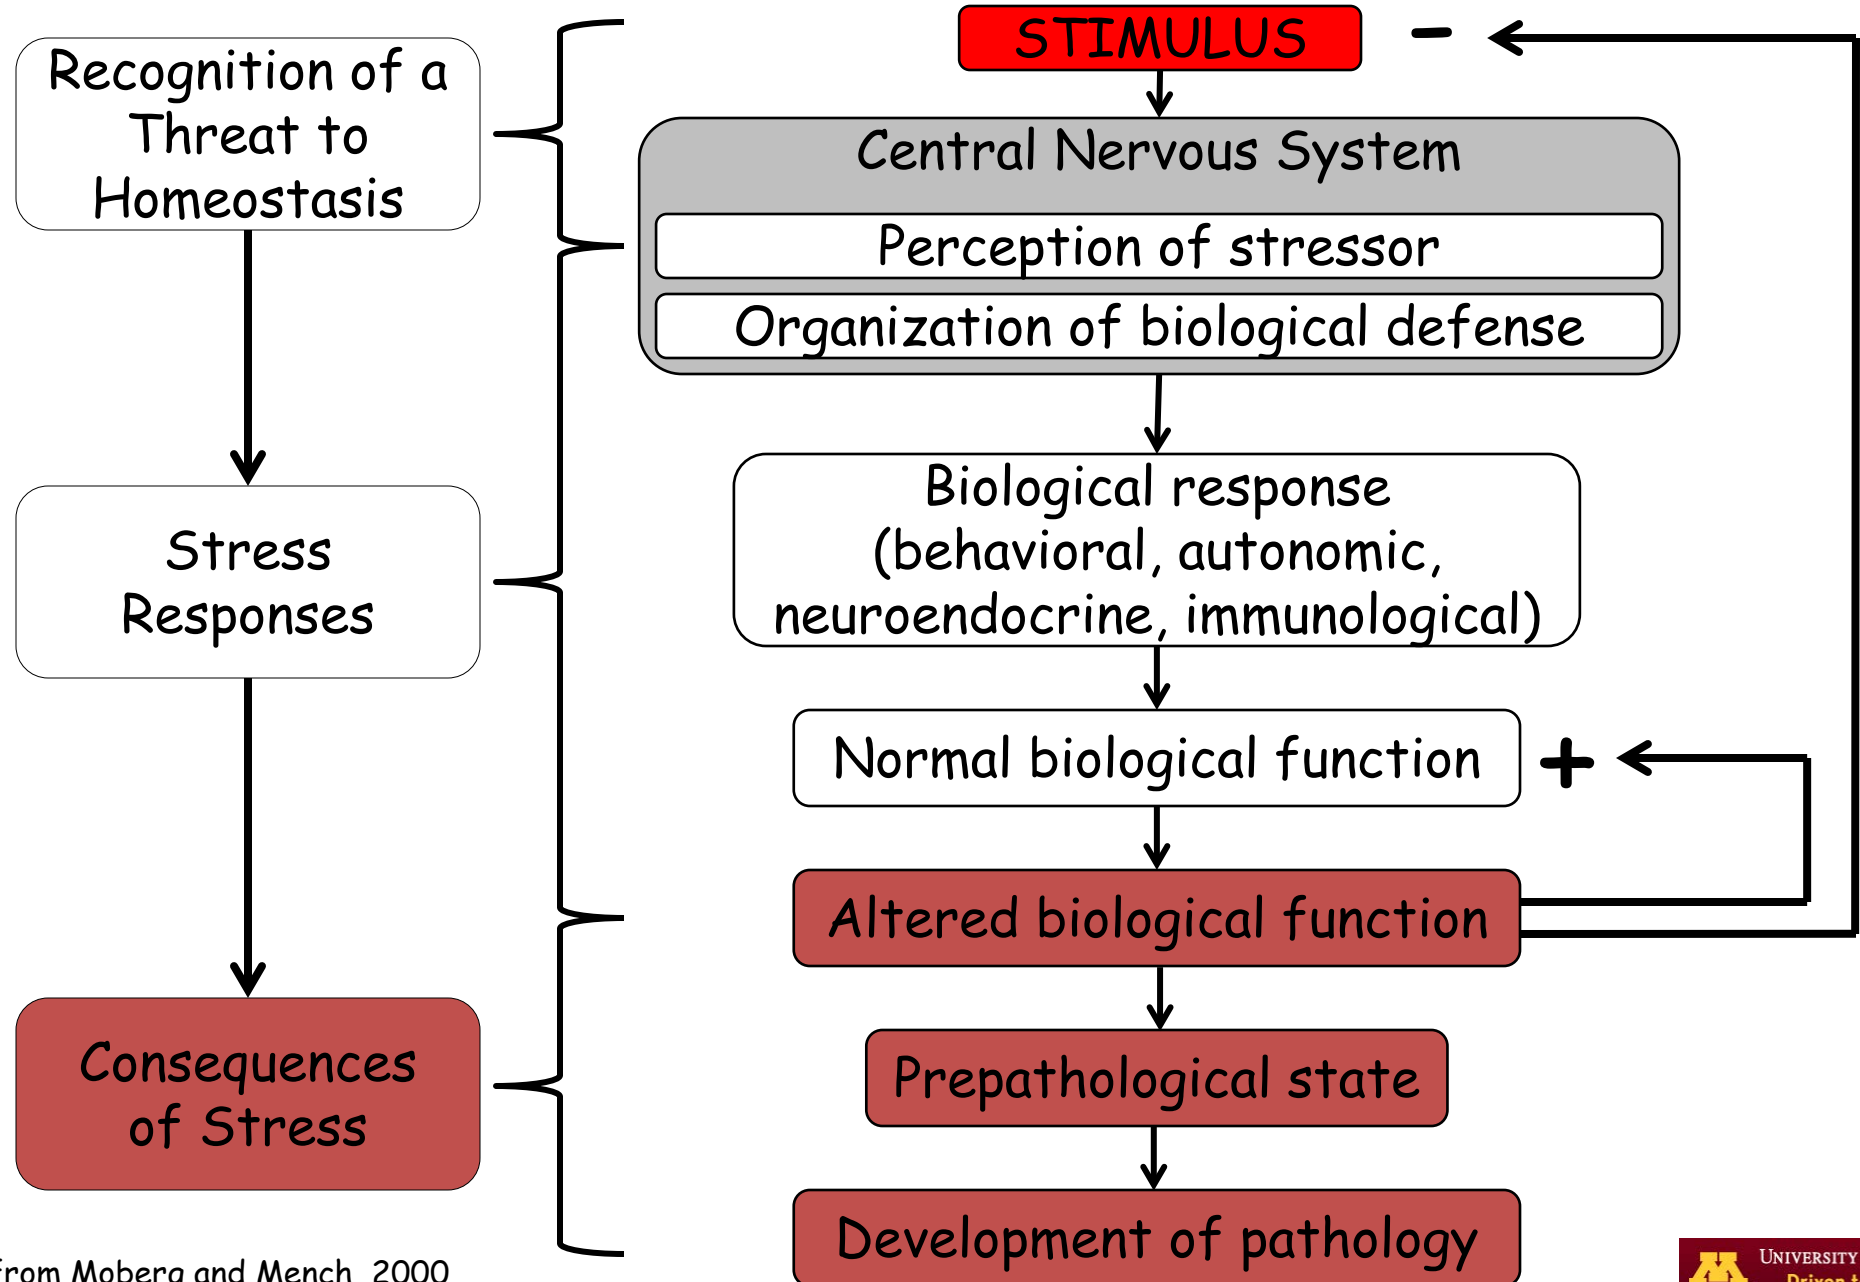 STIMULUS
-
Recognition of a
Threat to
Homeostasis
Central Nervous System
Perception of stressor
Organization of biological defense
Stress
Responses
Biological response
(behavioral, autonomic,
neuroendocrine, immunological)
Normal biological function
+
Altered biological function
Consequences
of Stress
Prepathological state
Development of pathology
from Moberg and Mench, 2000
UNIVERSITY